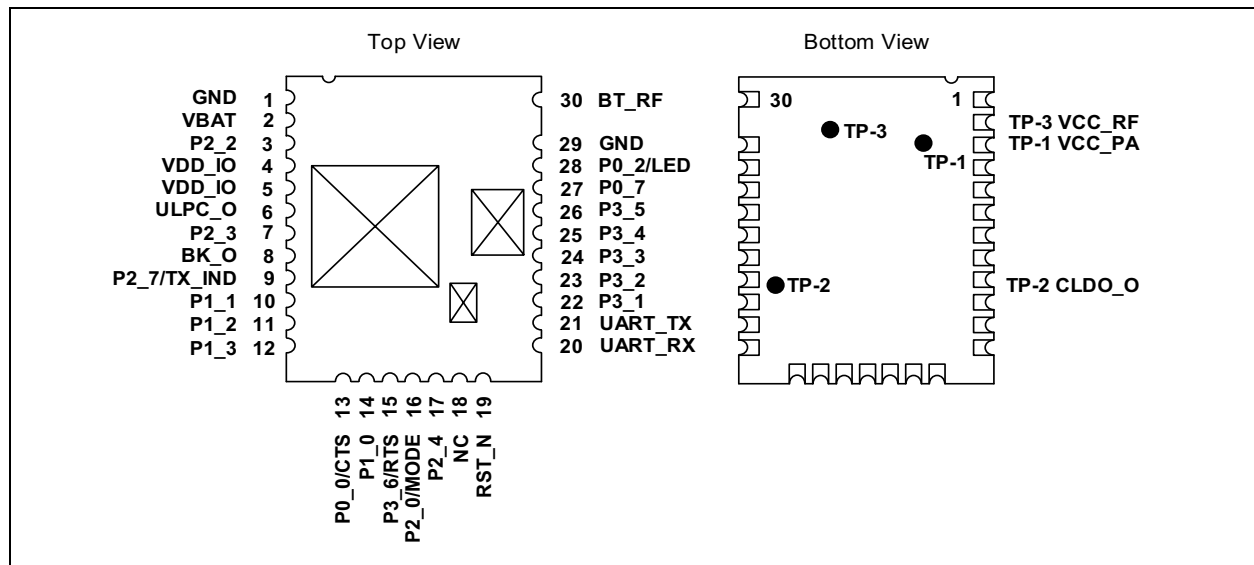 Top View
GND 1
VBAT 2
P2_2 3
VDD_IO 4
VDD_IO 5
ULPC_O 6
P2_3 7
BK_O 8
P2_7/TX_IND 9
P1_1 10
P1_2 11
P1_3 12
13 P0_0/CTS
14 P1_0
15 P3_6/RTS
16 P2_0/MODE
17 P2_4
18 NC
19 RST_N
30 BT_RF
29 GND
28 P0_2/LED
27 P0_7
26 P3_5
25 P3_4
24 P3_3
23 P3_2
22 P3_1
21 UART_TX
20 UART_RX
Bottom View
30 1
TP-3
TP-1
TP-2
TP-3 VCC_RF
TP-1 VCC_PA
TP-2 CLDO_O